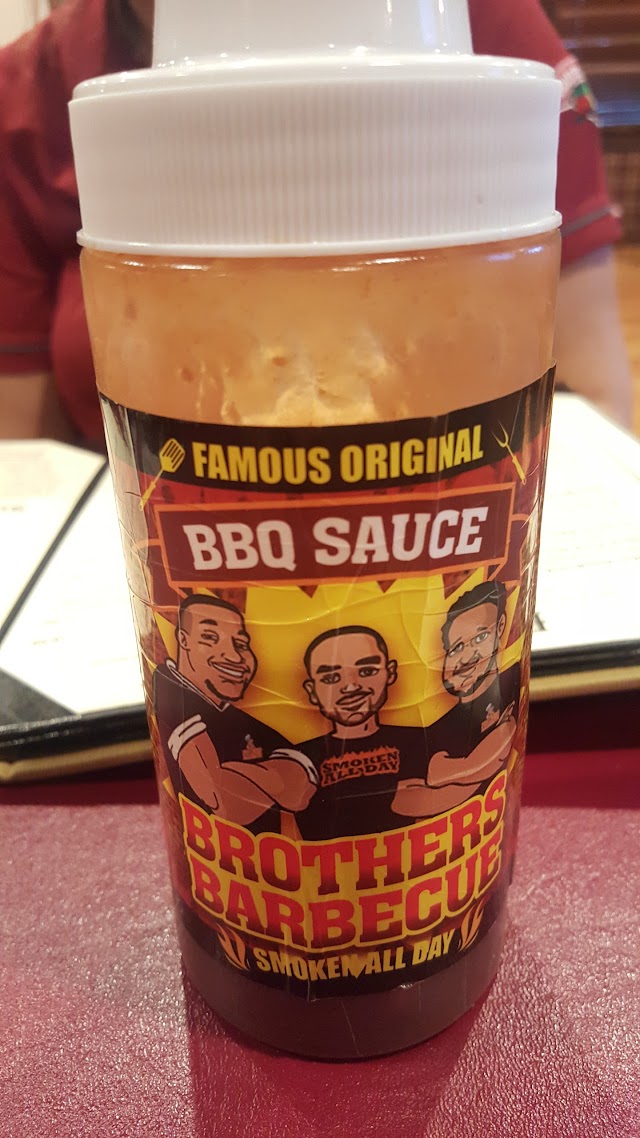 FAMOUS ORIGINAL
BBQ SAUCE
SMOKEN
ALL DAY
BROTHERS
BARBECUE
SMOKEN ALL DAY